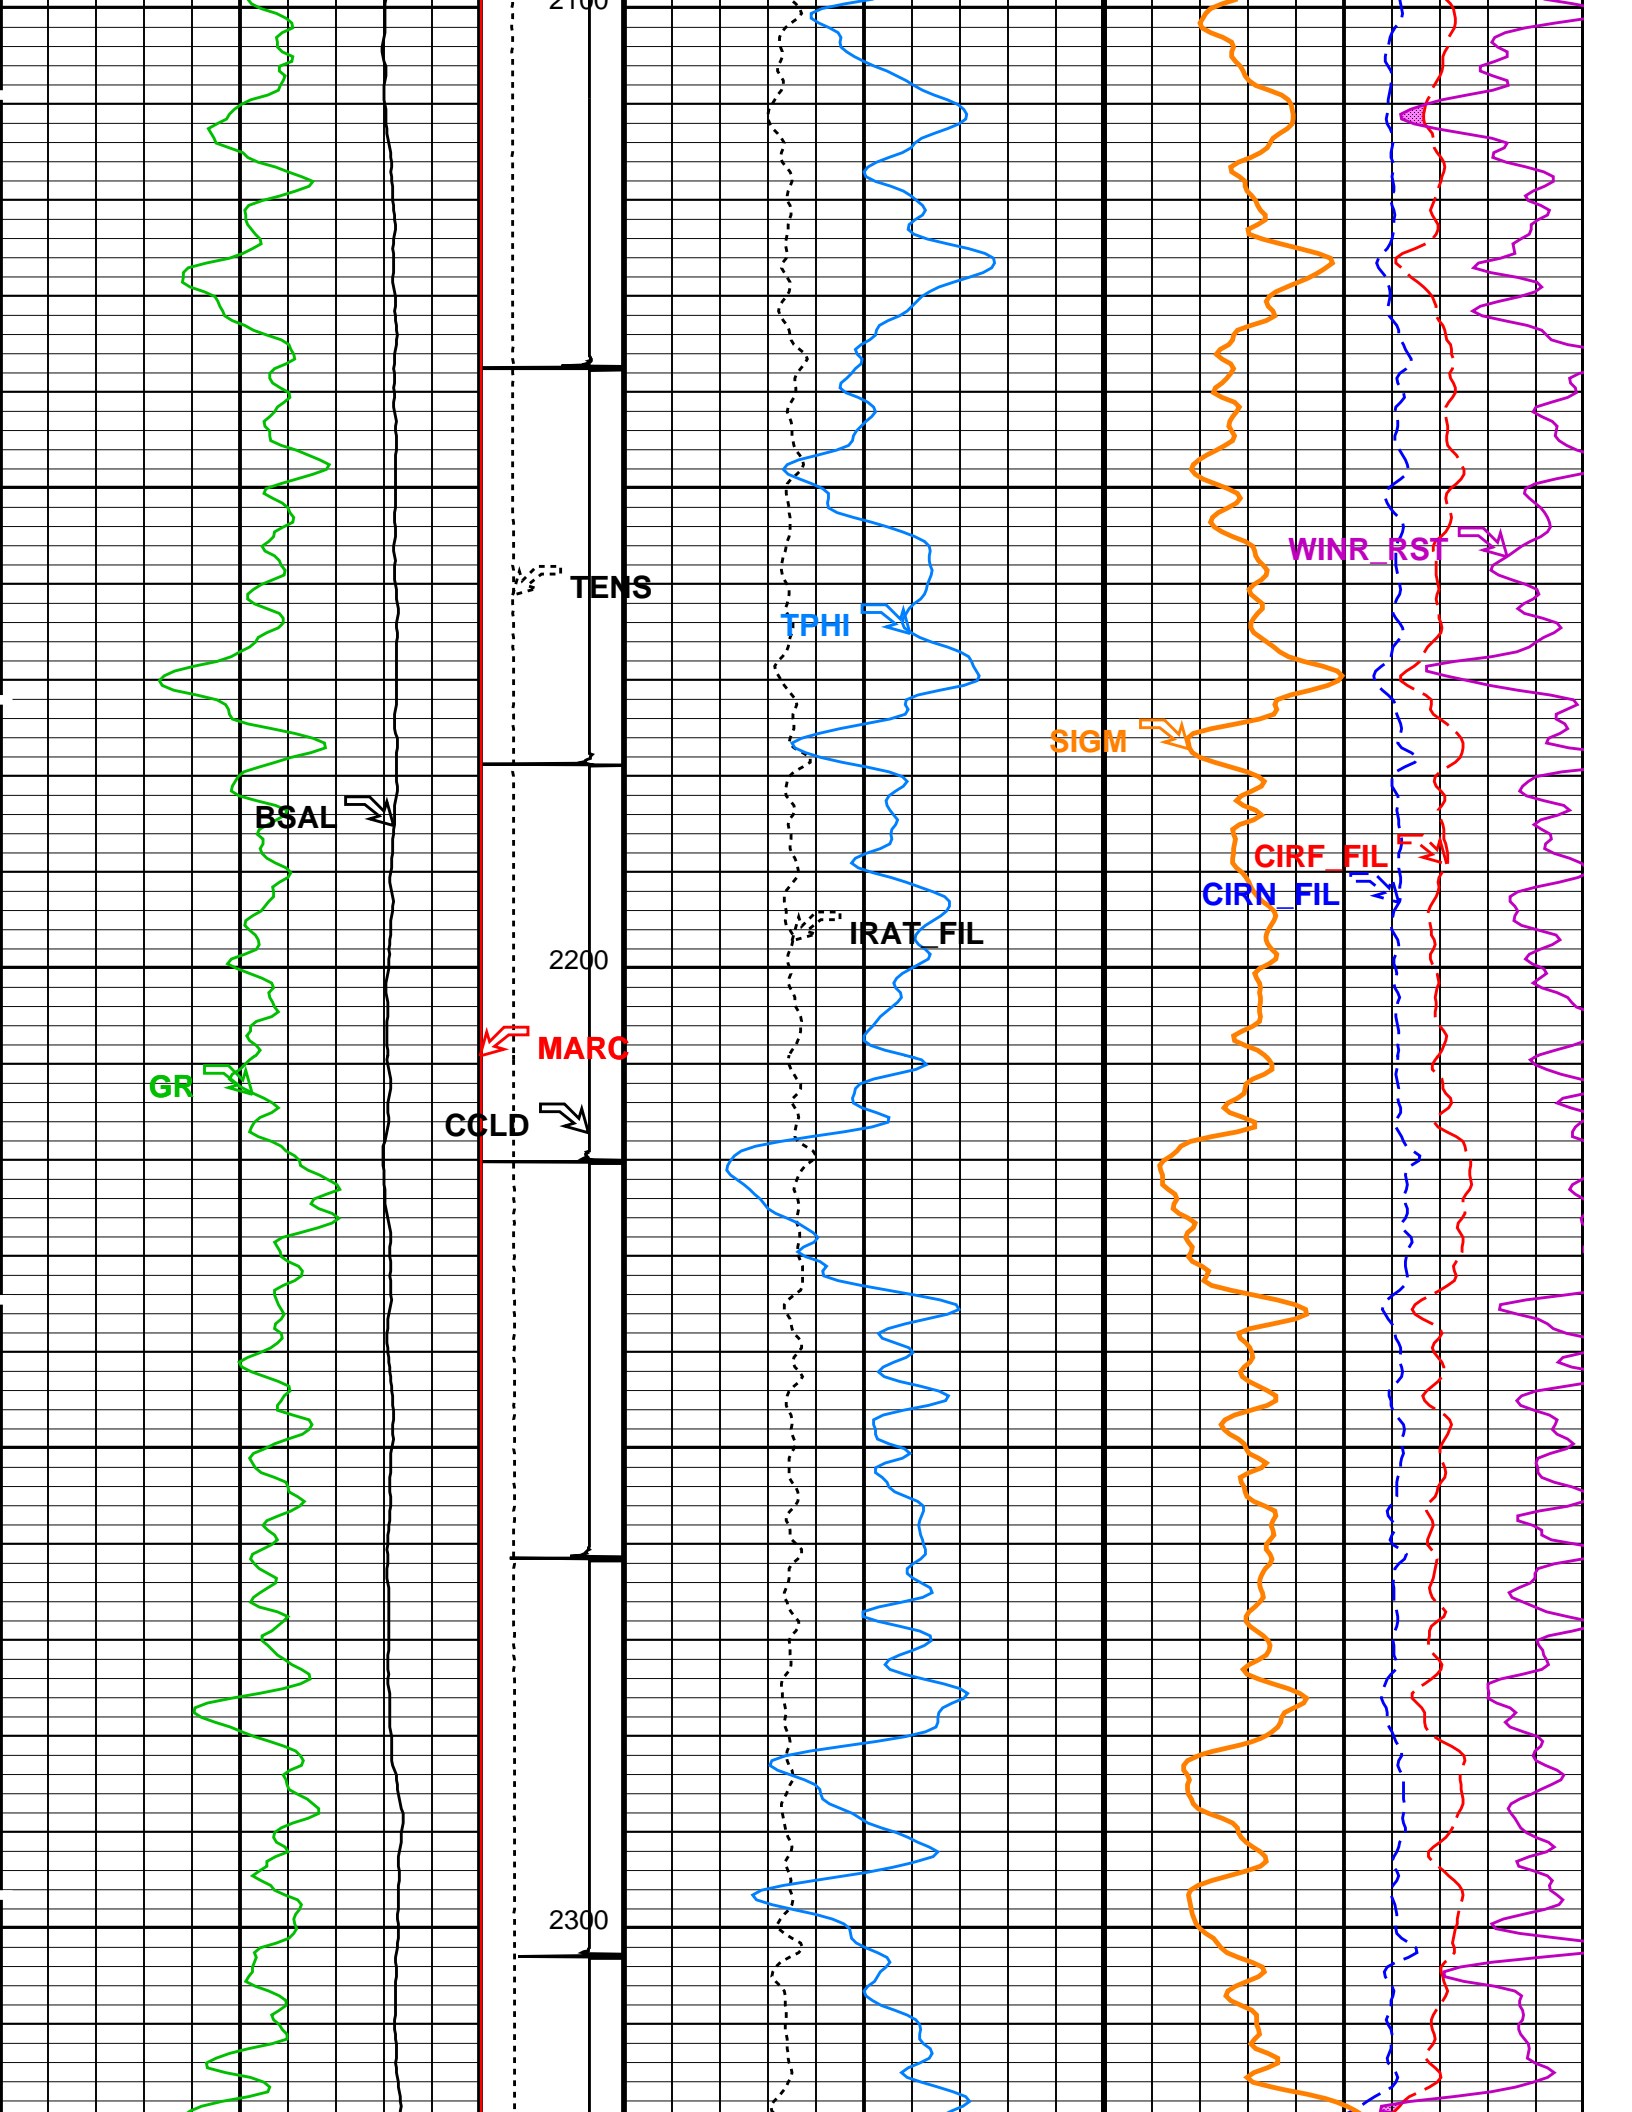 2100
WINR_RST
TENS
TPHI
SIGM
BSAL
CIRF_FIL
CIRN_FIL
IRAT_FIL
2200
MARC
GR
CCLD
2300